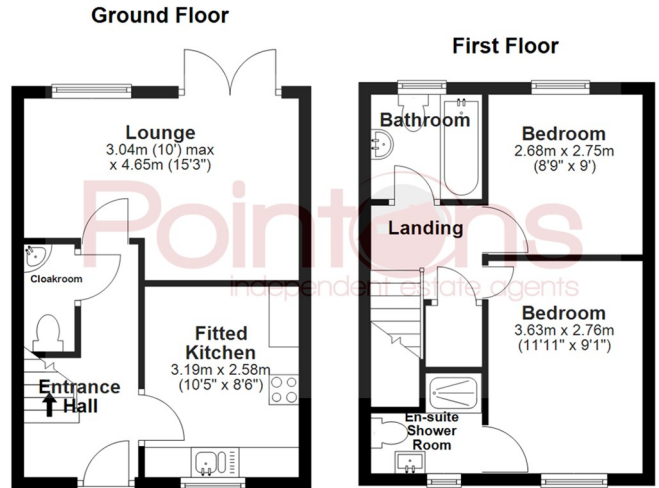 Ground Floor
Lounge
3.04m (10') max
x 4.65m (15'3")
Cloakroom
Fitted
Kitchen
3.19m x 2.58m
(10'5" x 8'6")
Entrance
Hall
First Floor
Bathroom
Bedroom
2.68m x 2.75m
(8'9" x 9')
Landing
Bedroom
3.63m x 2.76m
(11'11" x 9'1")
En-suite
Shower
Room
Pointons
independent estate agents